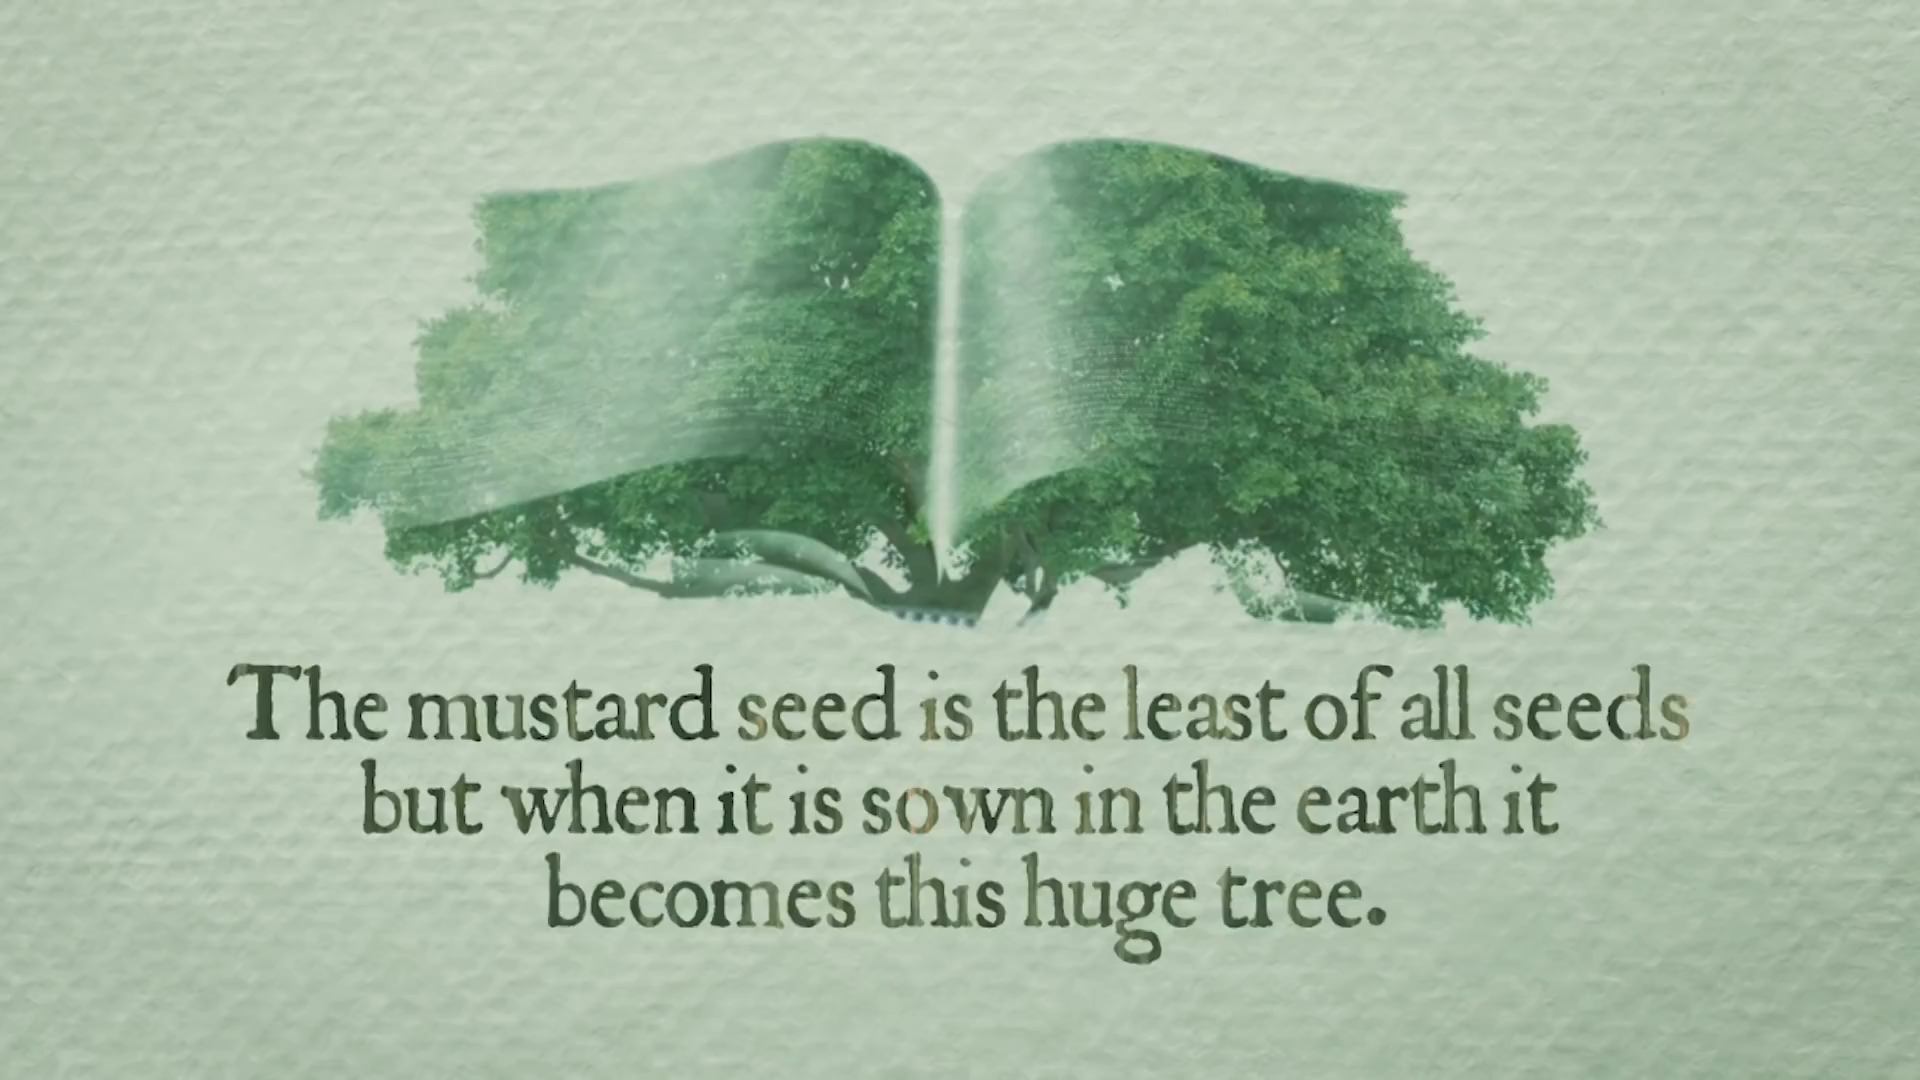 The mustard seed is the least of all seeds
but when it is sown in the earth it
becomes this huge tree.